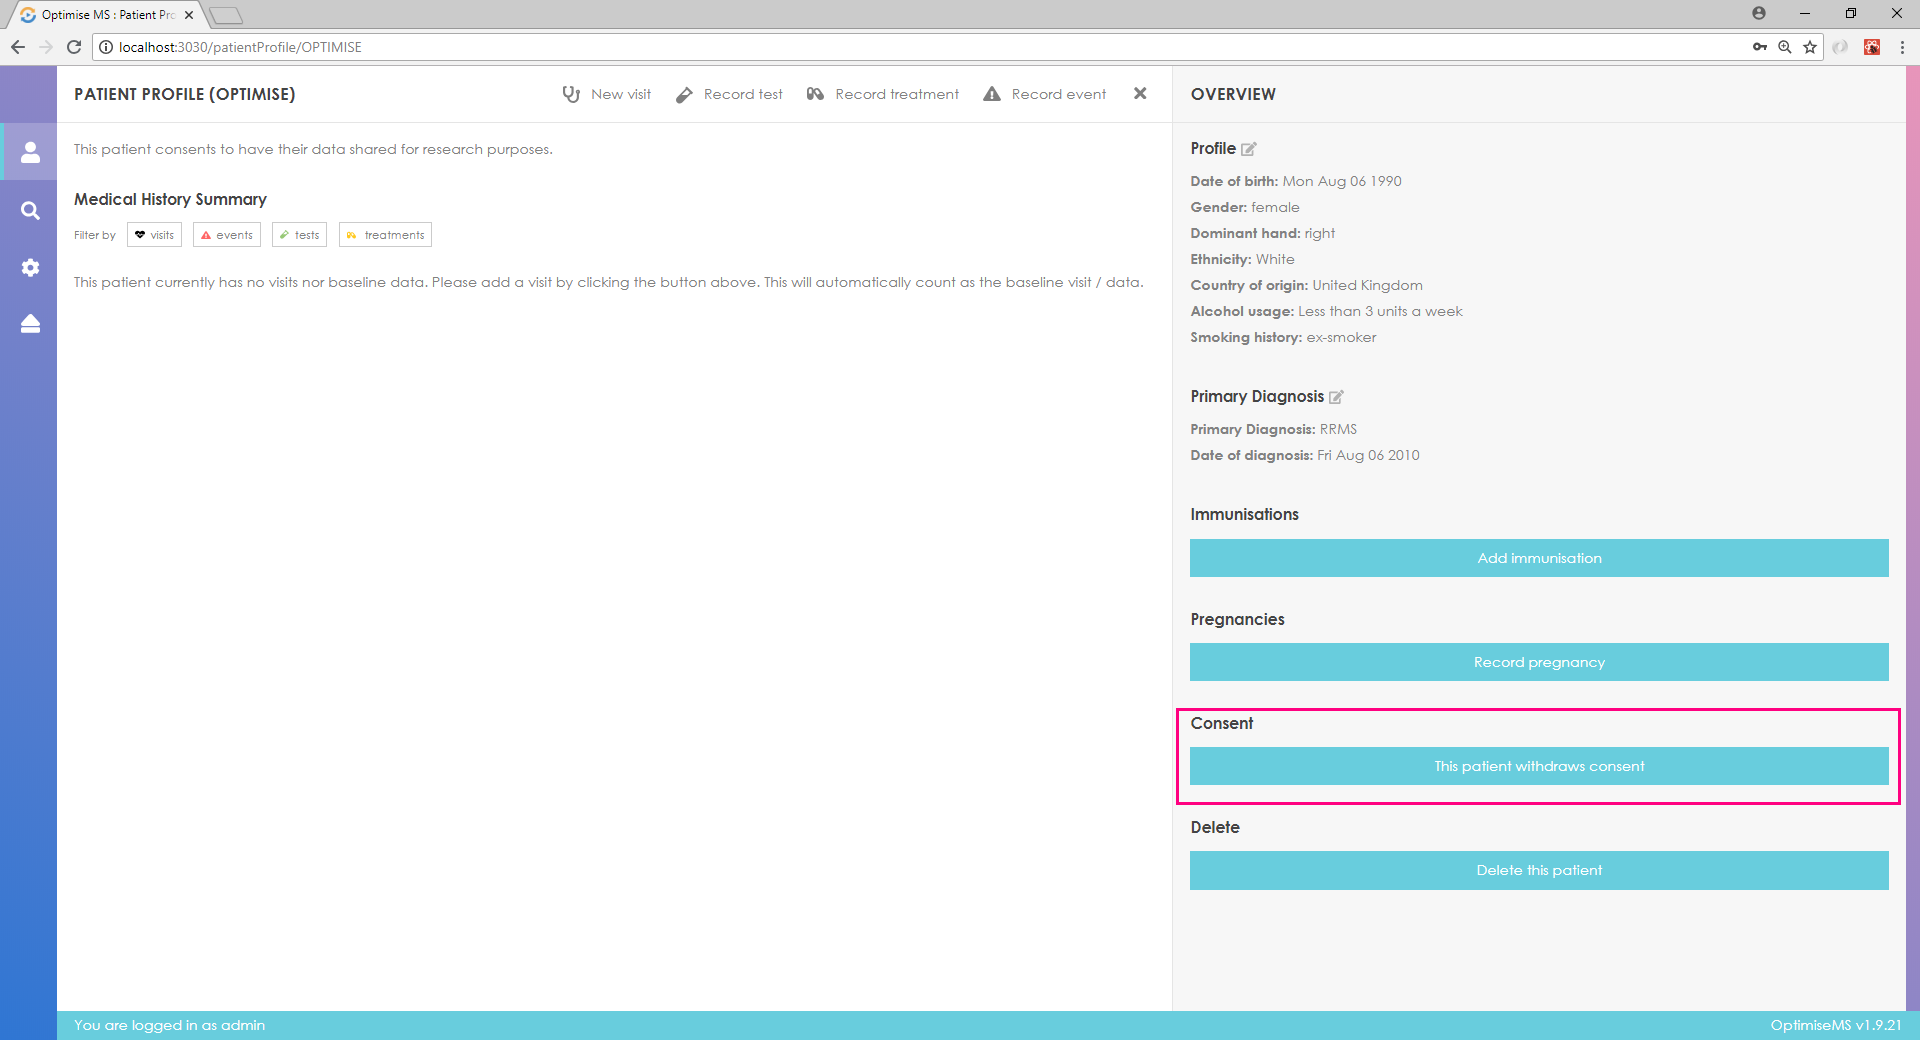 Optimise MS : Patient Pro
localhost:3030/patientProfile/OPTIMISE
PATIENT PROFILE (OPTIMISE)
New visit
Record test
Record treatment
Record event
This patient consents to have their data shared for research purposes.
Medical History Summary
Filter by visits events tests treatments
This patient currently has no visits nor baseline data. Please add a visit by clicking the button above. This will automatically count as the baseline visit / data.
OVERVIEW
Profile
Date of birth: Mon Aug 06 1990
Gender: female
Dominant hand: right
Ethnicity: White
Country of origin: United Kingdom
Alcohol usage: Less than 3 units a week
Smoking history: ex-smoker
Primary Diagnosis
Primary Diagnosis: RRMS
Date of diagnosis: Fri Aug 06 2010
Immunisations
Add immunisation
Pregnancies
Record pregnancy
Consent
This patient withdraws consent
Delete
Delete this patient
You are logged in as admin
OptimiseMS v1.9.21